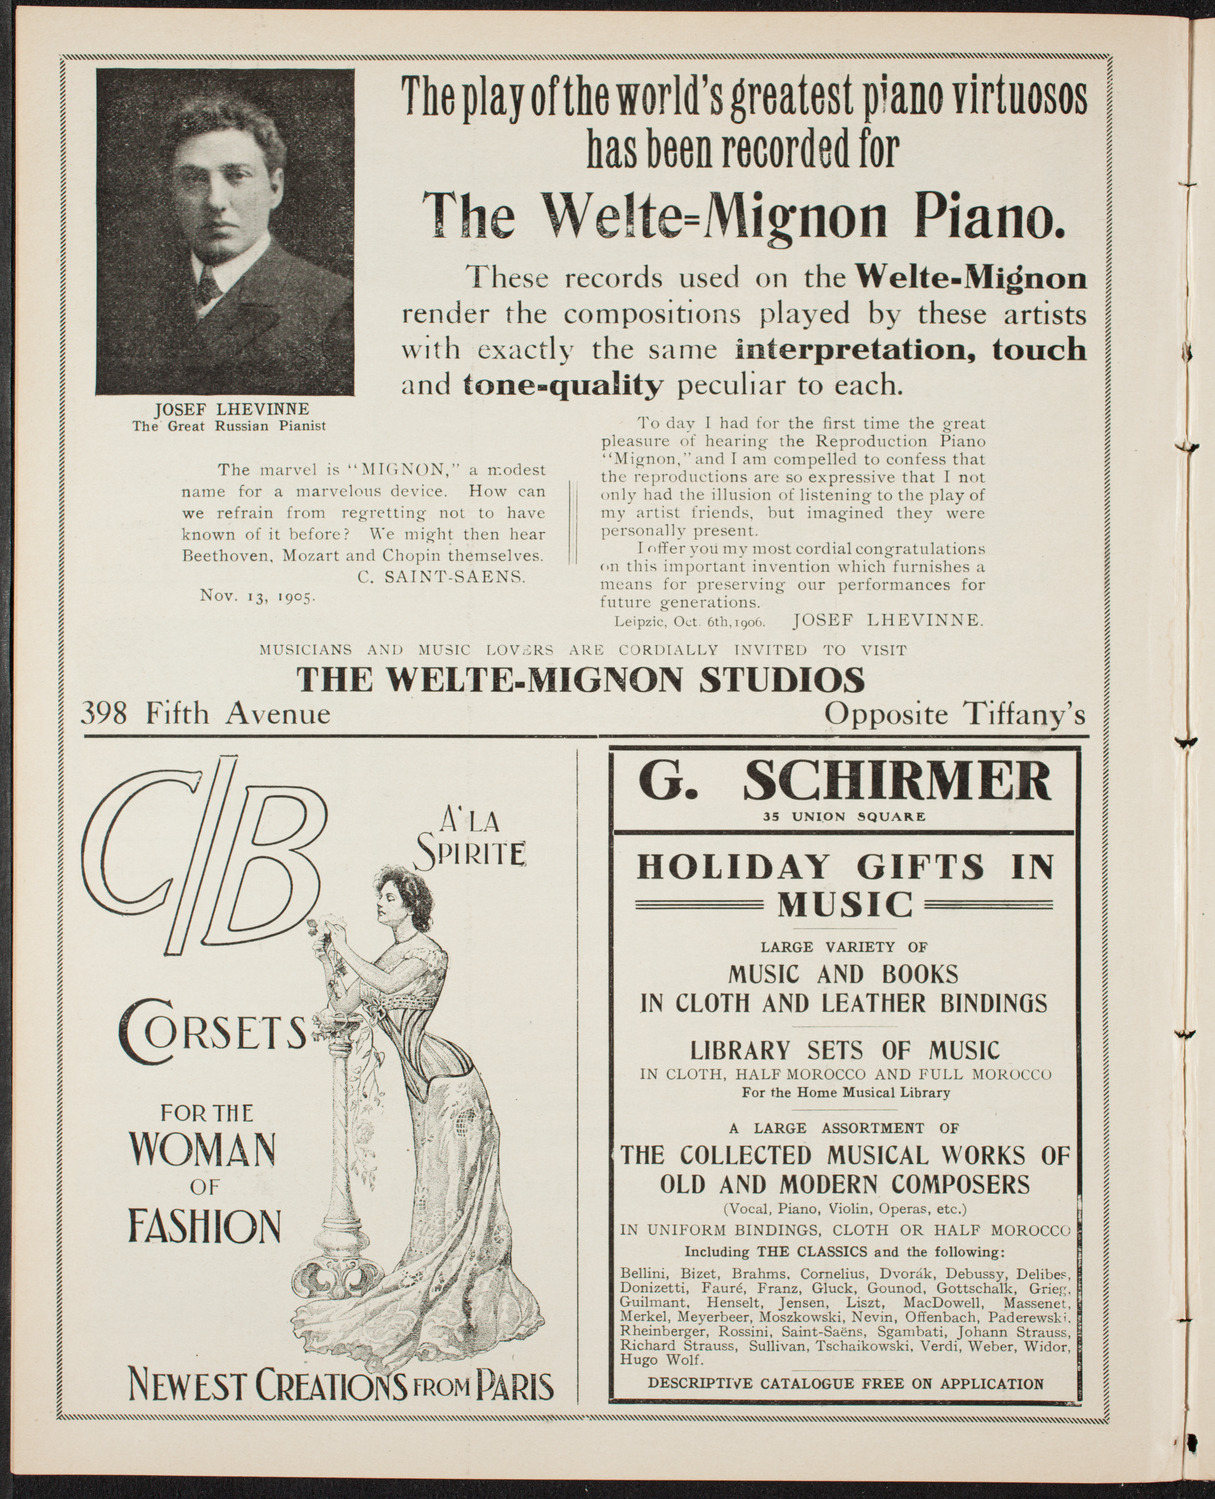 The play of the world's greatest piano virtuosos
has been recorded for
The Welte-Mignon Piano.
These records used on the Welte-Mignon
render the compositions played by these artists
with exactly the same interpretation, touch
and tone-quality peculiar to each.
JOSEF LHEVINNE
The Great Russian Pianist
The marvel is "MIGNON," a modest
name for a marvelous device. How can
we refrain from regretting not to have
known of it before? We might then hear
Beethoven, Mozart and Chopin themselves.
C. SAINT-SAENS.
Nov. 13, 1905.
To day I had for the first time the great
pleasure of hearing the Reproduction Piano
"Mignon," and I am compelled to confess that
the reproductions are so expressive that I not
only had the illusion of listening to the play of
my artist friends, but imagined they were
personally present.
I offer you my most cordial congratulations
on this important invention which furnishes a
means for preserving our performances for
future generations.
Leipzic, Oct. 6th, 1906. JOSEF LHEVINNE.
MUSICIANS AND MUSIC LOVERS ARE CORDIALLY INVITED TO VISIT
THE WELTE-MIGNON STUDIOS
398 Fifth Avenue Opposite Tiffany's
C/B
A' LA
SPIRITE
CORSETS
FOR THE
WOMAN
OF
FASHION
NEWEST CREATIONS FROM PARIS
G. SCHIRMER
35 UNION SQUARE
HOLIDAY GIFTS IN
MUSIC
LARGE VARIETY OF
MUSIC AND BOOKS
IN CLOTH AND LEATHER BINDINGS
LIBRARY SETS OF MUSIC
IN CLOTH, HALF MOROCCO AND FULL MOROCCO
For the Home Musical Library
A LARGE ASSORTMENT OF
THE COLLECTED MUSICAL WORKS OF
OLD AND MODERN COMPOSERS
(Vocal, Piano, Violin, Operas, etc.)
IN UNIFORM BINDINGS, CLOTH OR HALF MOROCCO
Including THE CLASSICS and the following:
Bellini, Bizet, Brahms, Cornelius, Dvorák, Debussy, Delibes,
Donizetti, Fauré, Franz, Gluck, Gounod, Gottschalk, Grieg,
Guilmant, Henselt, Jensen, Liszt, MacDowell, Massenet,
Merkel, Meyerbeer, Moszkowski, Nevin, Offenbach, Paderewski,
Rheinberger, Rossini, Saint-Saëns, Sgambati, Johann Strauss,
Richard Strauss, Sullivan, Tschaikowski, Verdi, Weber, Widor,
Hugo Wolf.
DESCRIPTIVE CATALOGUE FREE ON APPLICATION